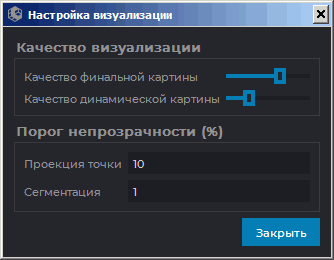 Настройка визуализации
Качество визуализации
Качество финальной картины
Качество динамической картины
Порог непрозрачности (%)
Проекция точки 10
Сегментация 1
Закрыть